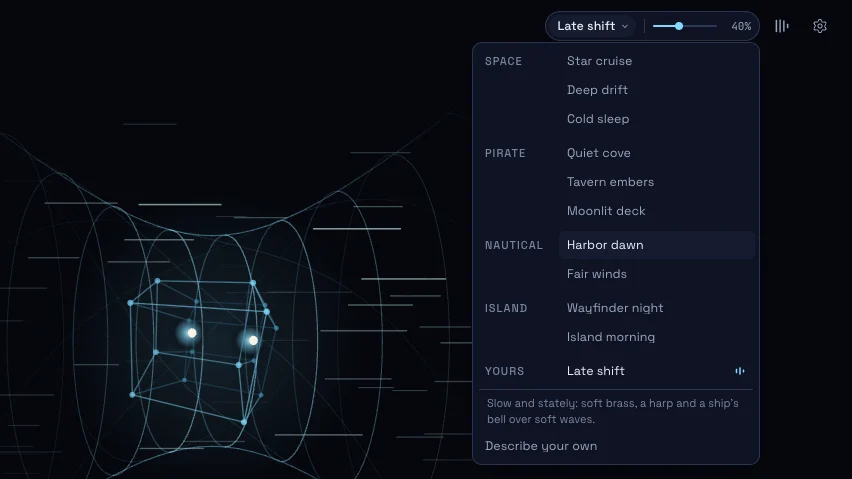 Late shift 40%
SPACE Star cruise
Deep drift
Cold sleep
PIRATE Quiet cove
Tavern embers
Moonlit deck
NAUTICAL Harbor dawn
Fair winds
ISLAND Wayfinder night
Island morning
YOURS Late shift
Slow and stately: soft brass, a harp and a ship's
bell over soft waves.
Describe your own